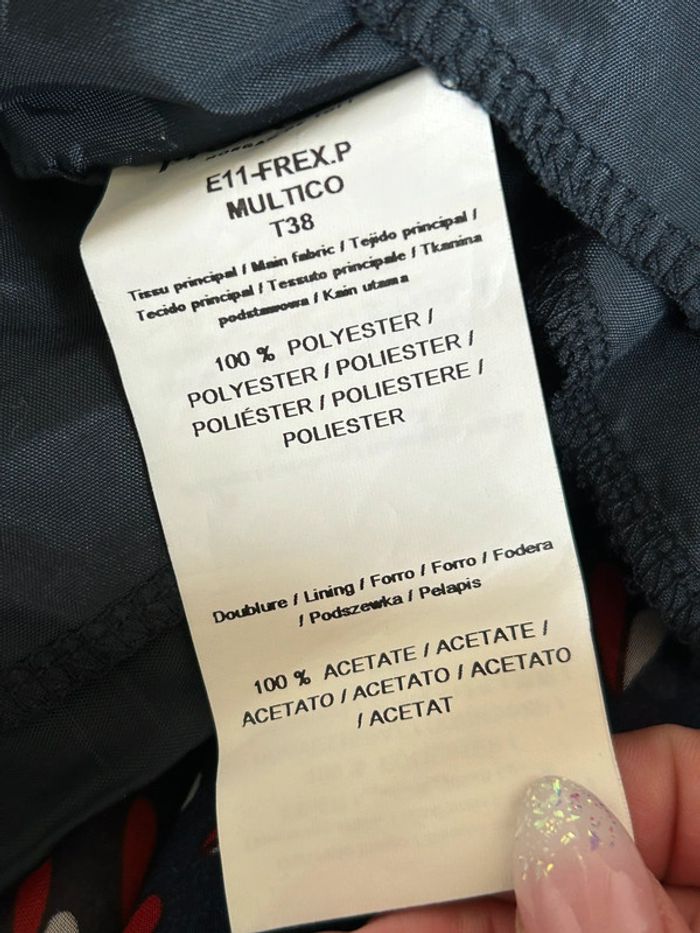 E11-FREX.P
MULTICO
T38
Tissu principal / Main fabric / Tejido principal /
Tecido principal / Tessuto principale / Tkanina
podstawowa / Kain utama
100 % POLYESTER /
POLYESTER / POLIESTER /
POLIÉSTER / POLIESTERE /
POLIESTER
Doublure / Lining / Forro / Forro / Fodera
/ Podszewka / Pelapis
100 % ACETATE / ACETATE /
ACETATO / ACETATO / ACETATO
/ ACETAT